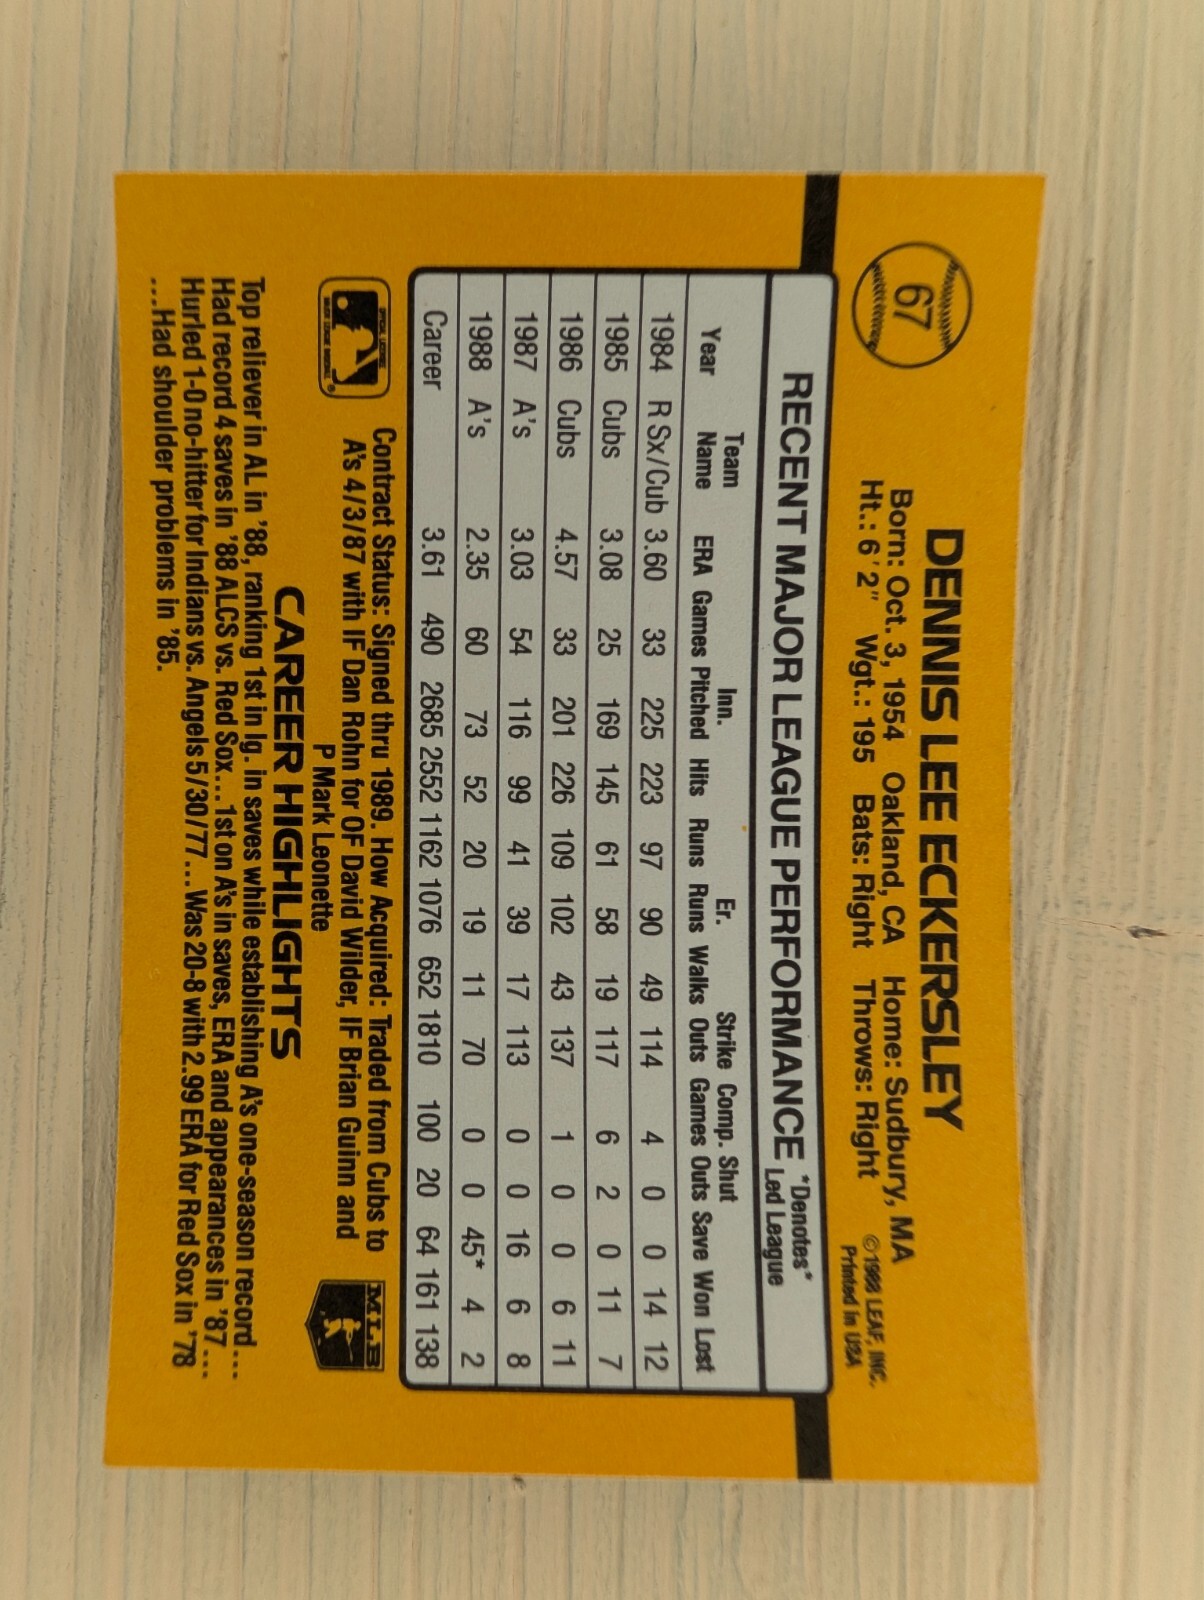 67
DENNIS LEE ECKERSLEY
Born: Oct. 3, 1954 Oakland, CA Home: Sudbury, MA
Ht.: 6'2" Wgt.: 195 Bats: Right Throws: Right
©1988 LEAF, INC.
Printed in USA
RECENT MAJOR LEAGUE PERFORMANCE *Denotes*
Led League
Team Inn. Er. Strike Comp. Shut
Year Name ERA Games Pitched Hits Runs Runs Walks Outs Games Outs Save Won Lost
1984 R Sx/Cub 3.60 33 225 223 97 90 49 114 4 0 0 14 12
1985 Cubs 3.08 25 169 145 61 58 19 117 6 2 0 11 7
1986 Cubs 4.57 33 201 226 109 102 43 137 1 0 0 6 11
1987 A's 3.03 54 116 99 41 39 17 113 0 0 16 6 8
1988 A's 2.35 60 73 52 20 19 11 70 0 0 45* 4 2
Career 3.61 490 2685 2552 1162 1076 652 1810 100 20 64 161 138
Contract Status: Signed thru 1989. How Acquired: Traded from Cubs to
A's 4/3/87 with IF Dan Rohn for OF David Wilder, IF Brian Guinn and
P Mark Leonette
MLB
CAREER HIGHLIGHTS
Top reliever in AL in '88, ranking 1st in lg. in saves while establishing A's one-season record...
Had record 4 saves in '88 ALCS vs. Red Sox....1st on A's in saves, ERA and appearances in '87...
Hurled 1-0 no-hitter for Indians vs. Angels 5/30/77...Was 20-8 with 2.99 ERA for Red Sox in '78
....Had shoulder problems in '85.